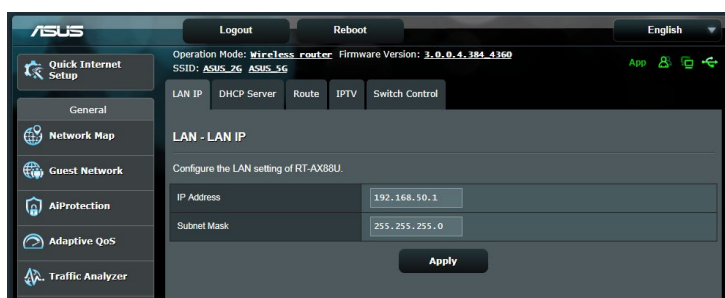 ASUS
Logout
Reboot
English
Quick Internet Setup
Operation Mode: Wireless router Firmware Version: 3.0.0.4.384_4360
SSID: ASUS_2G ASUS_5G
App
General
Network Map
Guest Network
AiProtection
Adaptive QoS
Traffic Analyzer
LAN IP DHCP Server Route IPTV Switch Control
LAN - LAN IP
Configure the LAN setting of RT-AX88U.
IP Address 192.168.50.1
Subnet Mask 255.255.255.0
Apply